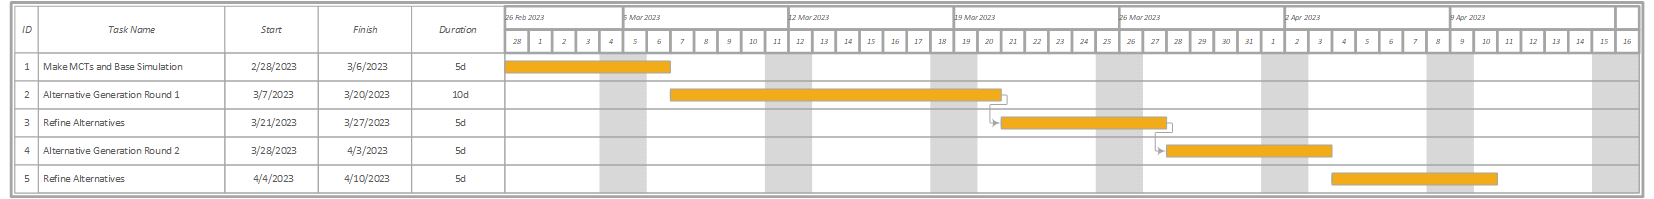 26 Feb 2023 5 Mar 2023 12 Mar 2023 19 Mar 2023 26 Mar 2023 2 Apr 2023 9 Apr 2023
ID Task Name Start Finish Duration
28 1 2 3 4 5 6 7 8 9 10 11 12 13 14 15 16 17 18 19 20 21 22 23 24 25 26 27 28 29 30 31 1 2 3 4 5 6 7 8 9 10 11 12 13 14 15 16
1 Make MCTs and Base Simulation 2/28/2023 3/6/2023 5d
2 Alternative Generation Round 1 3/7/2023 3/20/2023 10d
3 Refine Alternatives 3/21/2023 3/27/2023 5d
4 Alternative Generation Round 2 3/28/2023 4/3/2023 5d
5 Refine Alternatives 4/4/2023 4/10/2023 5d